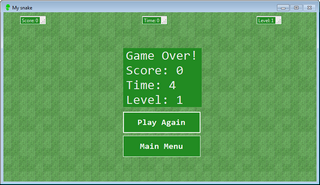 My snake
Score: 0
Time: 0
Level: 1
Game Over!
Score: 0
Time: 4
Level: 1
Play Again
Main Menu